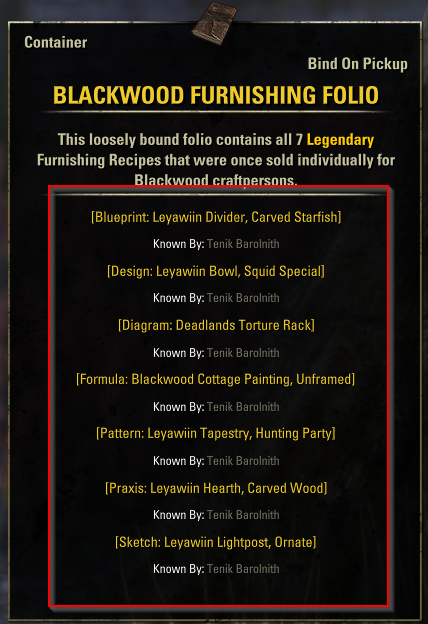 Container
Bind On Pickup
BLACKWOOD FURNISHING FOLIO
This loosely bound folio contains all 7 Legendary
Furnishing Recipes that were once sold individually for
Blackwood craftpersons.
[Blueprint: Leyawiin Divider, Carved Starfish]
Known By: Tenik Barolnith
[Design: Leyawiin Bowl, Squid Special]
Known By: Tenik Barolnith
[Diagram: Deadlands Torture Rack]
Known By: Tenik Barolnith
[Formula: Blackwood Cottage Painting, Unframed]
Known By: Tenik Barolnith
[Pattern: Leyawiin Tapestry, Hunting Party]
Known By: Tenik Barolnith
[Praxis: Leyawiin Hearth, Carved Wood]
Known By: Tenik Barolnith
[Sketch: Leyawiin Lightpost, Ornate]
Known By: Tenik Barolnith